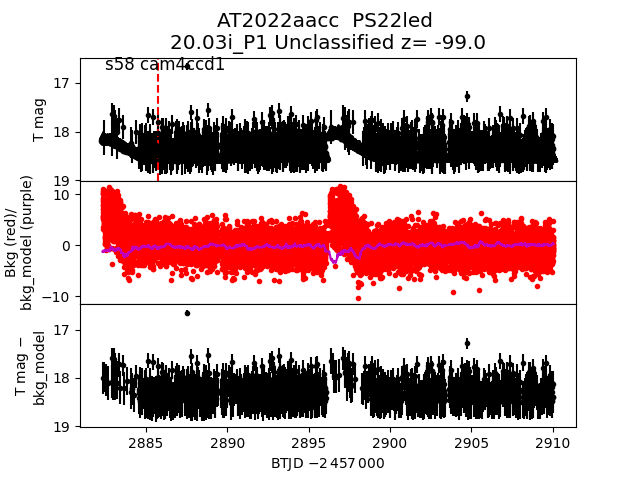 AT2022aacc  PS22led
20.03i_P1 Unclassified z= -99.0
s58 cam4ccd1
T mag
17
18
19
Bkg (red)/
bkg_model (purple)
10
0
−10
T mag −
bkg_model
17
18
19
2885
2890
2895
2900
2905
2910
BTJD −2 457 000